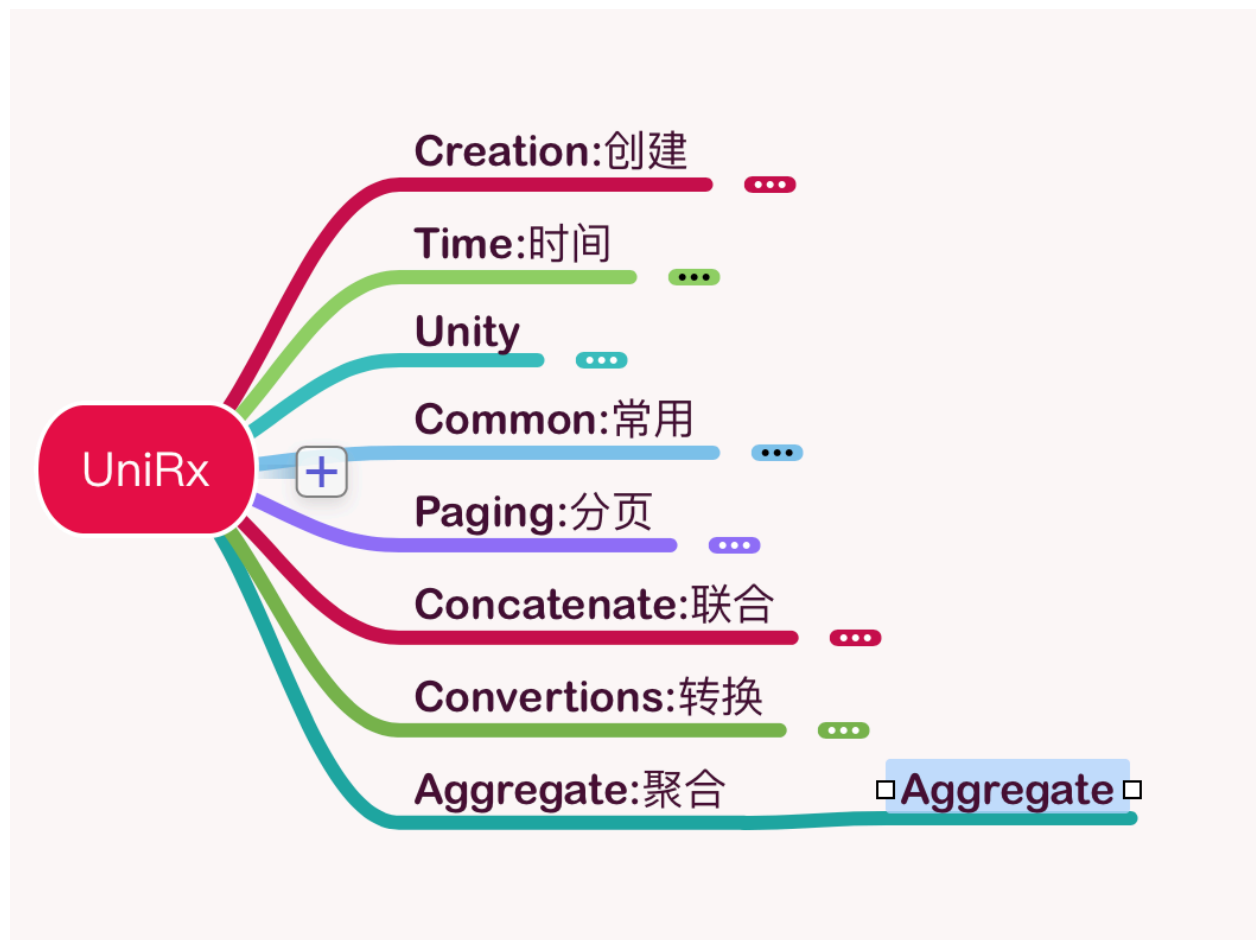 Creation:创建
Time:时间
Unity
Common:常用
UniRx
Paging:分页
Concatenate:联合
Convertions:转换
Aggregate:聚合
Aggregate